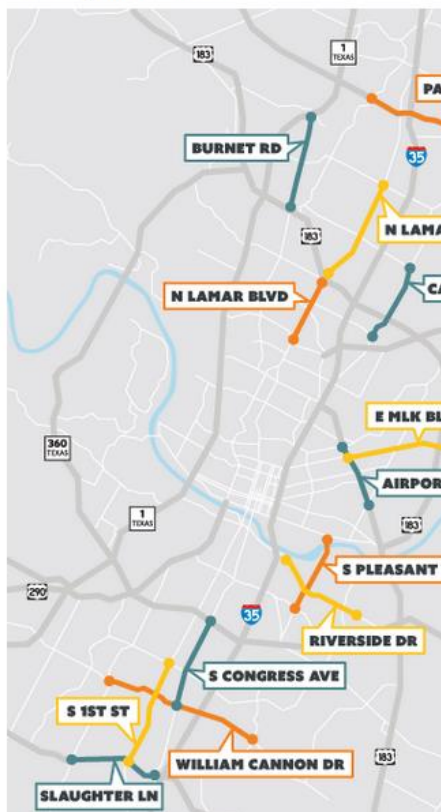 183
1
TEXAS
PA
BURNET RD
35
183
N LAMA
N LAMAR BLVD
CA
E MLK BL
360
TEXAS
AIRPOR
1
TEXAS
183
S PLEASANT
290
35
RIVERSIDE DR
S CONGRESS AVE
S 1ST ST
183
WILLIAM CANNON DR
SLAUGHTER LN